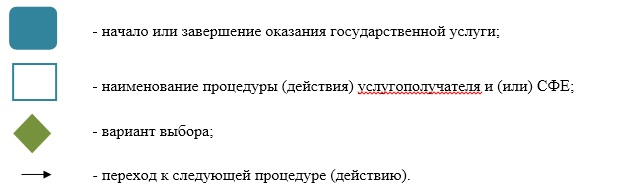 - начало или завершение оказания государственной услуги;
- наименование процедуры (действия) услугополучателя и (или) СФЕ;
- вариант выбора;
- переход к следующей процедуре (действию).